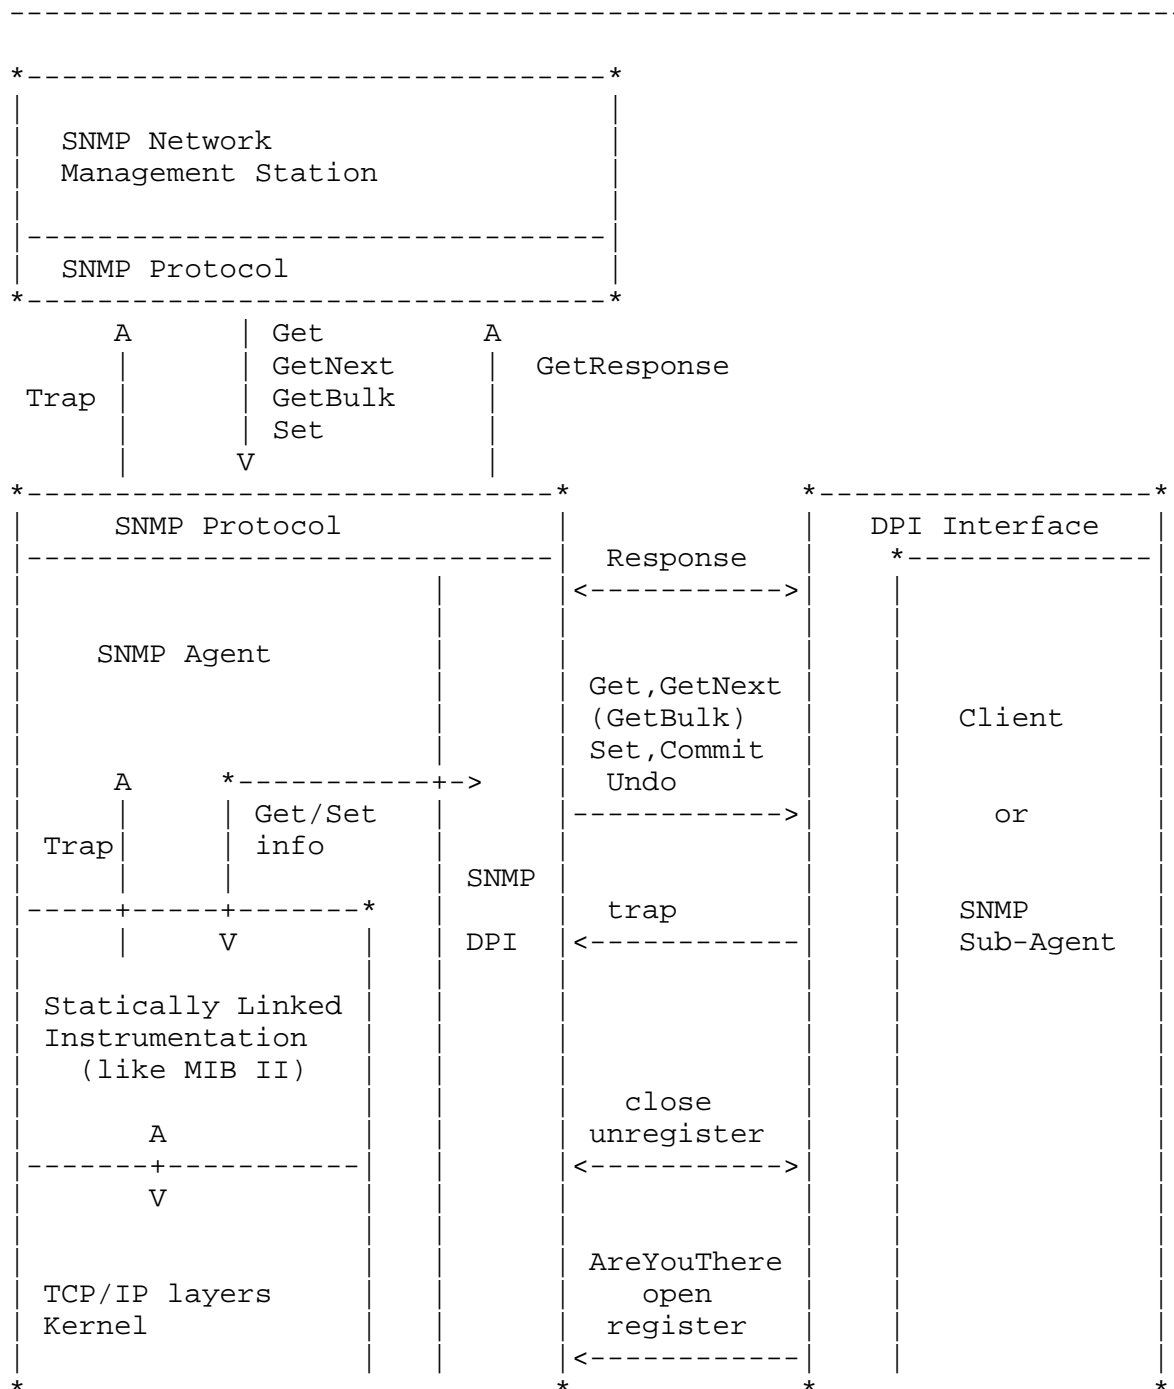 SNMP Network
Management Station
SNMP Protocol
A | Get A
| | GetNext | GetResponse
Trap | | GetBulk |
| | Set |
| V |
SNMP Protocol DPI Interface
Response
<----------->
SNMP Agent
Get,GetNext
(GetBulk) Client
Set,Commit
A *-----------+-> Undo
| | Get/Set ------------> or
Trap| | info
| | SNMP
-----+-----+-------* trap SNMP
| V DPI <------------ Sub-Agent
Statically Linked
Instrumentation
(like MIB II)
close
A unregister
-------+----------- <----------->
V
AreYouThere
TCP/IP layers open
Kernel register
<------------